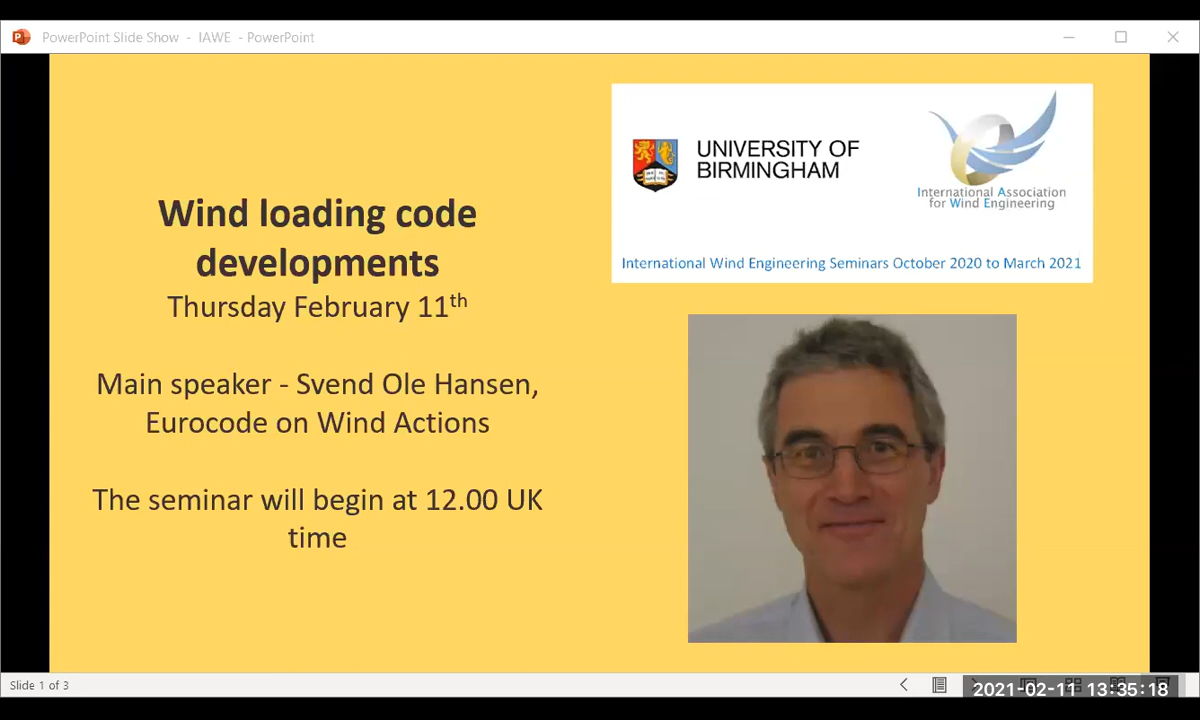 PowerPoint Slide Show - IAWE - PowerPoint
Wind loading code
developments
Thursday February 11th
Main speaker - Svend Ole Hansen,
Eurocode on Wind Actions
The seminar will begin at 12.00 UK
time
UNIVERSITY OF
BIRMINGHAM
International Association
for Wind Engineering
International Wind Engineering Seminars October 2020 to March 2021
Slide 1 of 3
2021-02-11 13:35:18